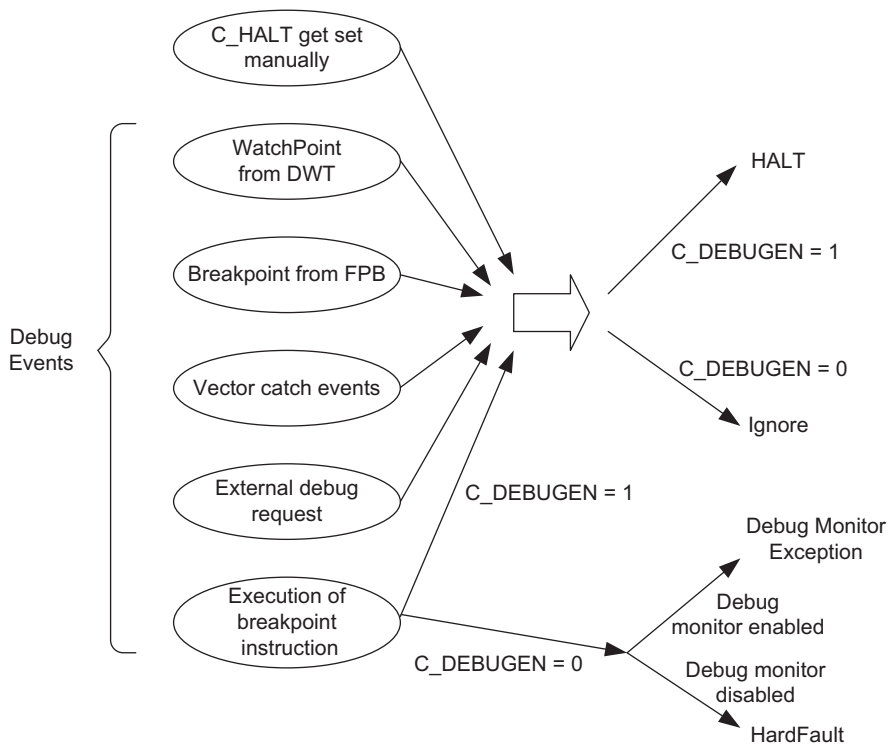 C_HALT get set
manually
WatchPoint
from DWT
Breakpoint from FPB
Debug
Events
Vector catch events
External debug
request
Execution of
breakpoint
instruction
HALT
C_DEBUGEN = 1
C_DEBUGEN = 0
Ignore
C_DEBUGEN = 1
C_DEBUGEN = 0
Debug Monitor
Exception
Debug
monitor enabled
Debug monitor
disabled
HardFault